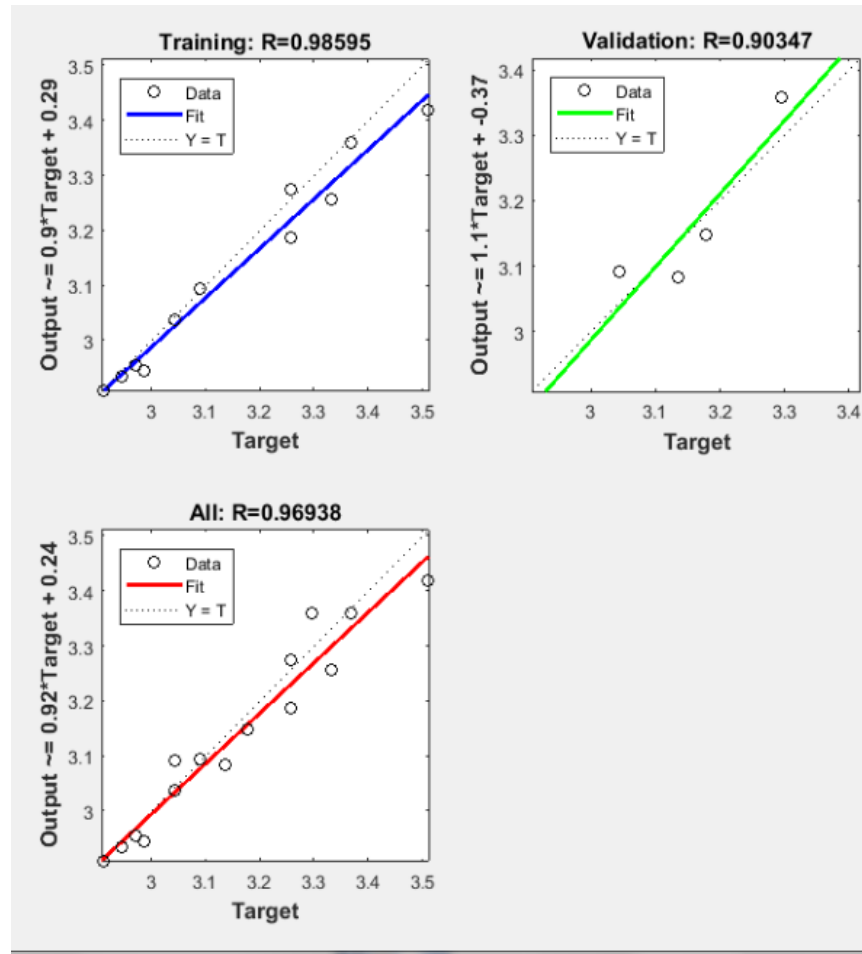 Training: R=0.98595
Output ~= 0.9*Target + 0.29
3.5
3.4
3.3
3.2
3.1
3
Data
Fit
Y = T
3 3.1 3.2 3.3 3.4 3.5
Target
Validation: R=0.90347
Output ~= 1.1*Target + -0.37
3.4
3.3
3.2
3.1
3
Data
Fit
Y = T
3 3.1 3.2 3.3 3.4
Target
All: R=0.96938
Output ~= 0.92*Target + 0.24
3.5
3.4
3.3
3.2
3.1
3
Data
Fit
Y = T
3 3.1 3.2 3.3 3.4 3.5
Target